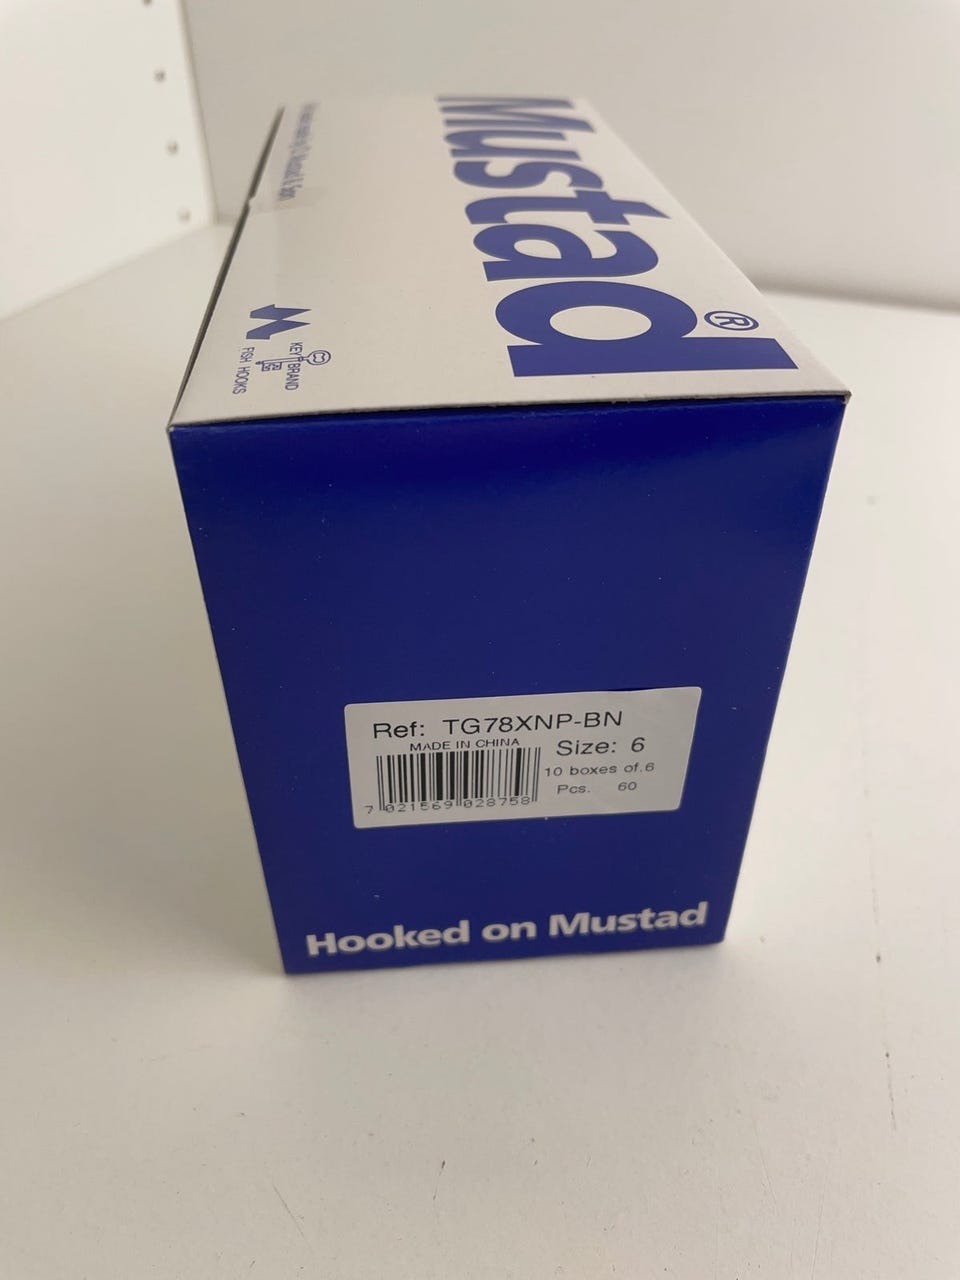 Mustad®
KEY BRAND
FISH HOOKS
Ref: TG78XNP-BN
MADE IN CHINA
Size: 6
10 boxes of 6
Pcs. 60
7 021569 028758
Hooked on Mustad